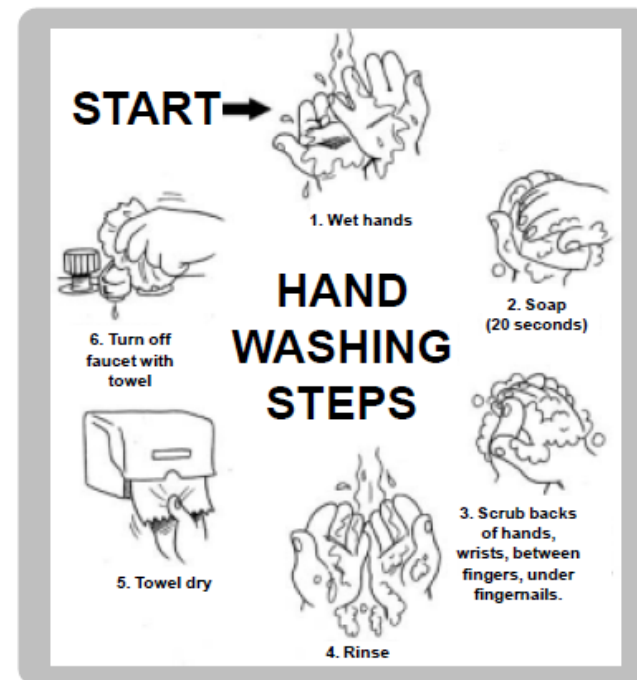 START
1. Wet hands
2. Soap
(20 seconds)
3. Scrub backs
of hands,
wrists, between
fingers, under
fingernails.
4. Rinse
5. Towel dry
6. Turn off
faucet with
towel
HAND
WASHING
STEPS